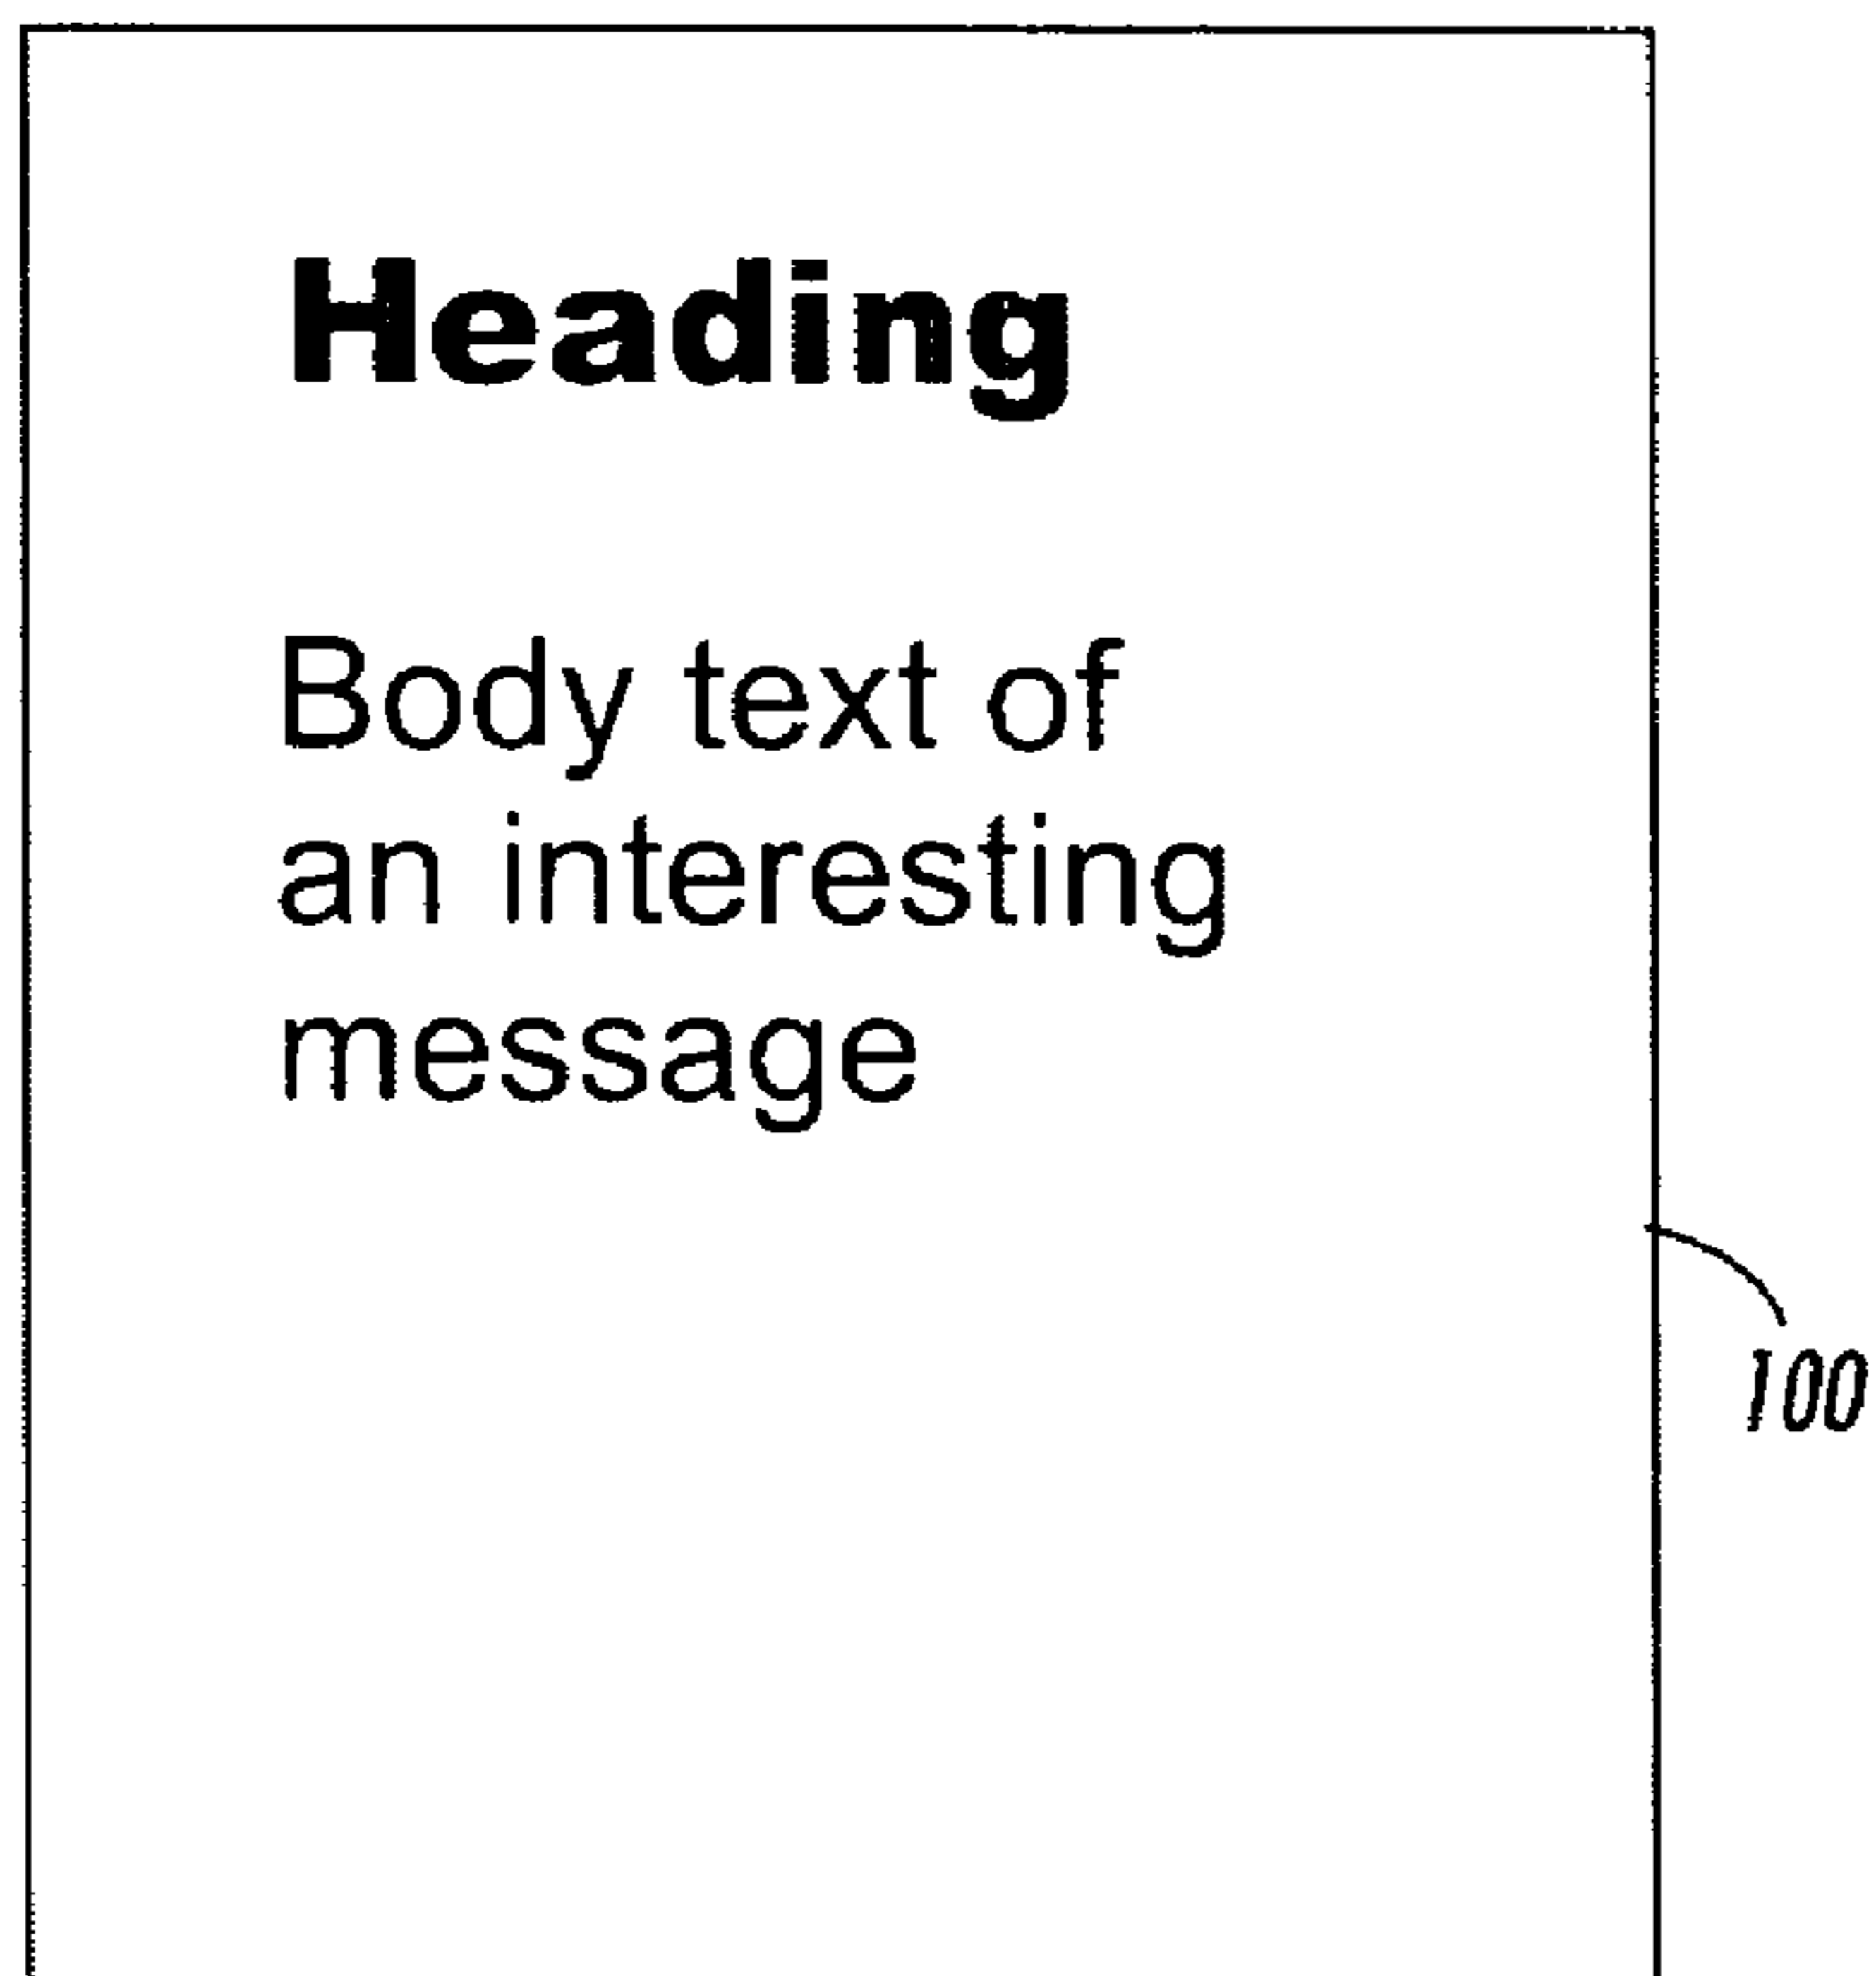 Heading
Body text of
an interesting
message
100